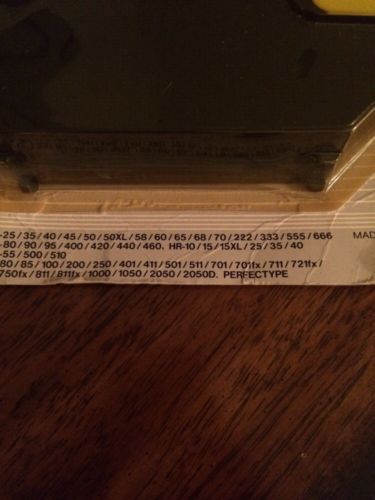 -25/35/40/45/50/50XL/58/60/65/68/70/222/333/555/666 MAD
-80/90/95/400/420/440/460. HR-10/15/15XL/25/35/40
-55/500/510
80/85/100/200/250/401/411/501/511/701/701fx/711/721fx/
750fx/811/811fx/1000/1050/2050/2050D. PERFECTYPE